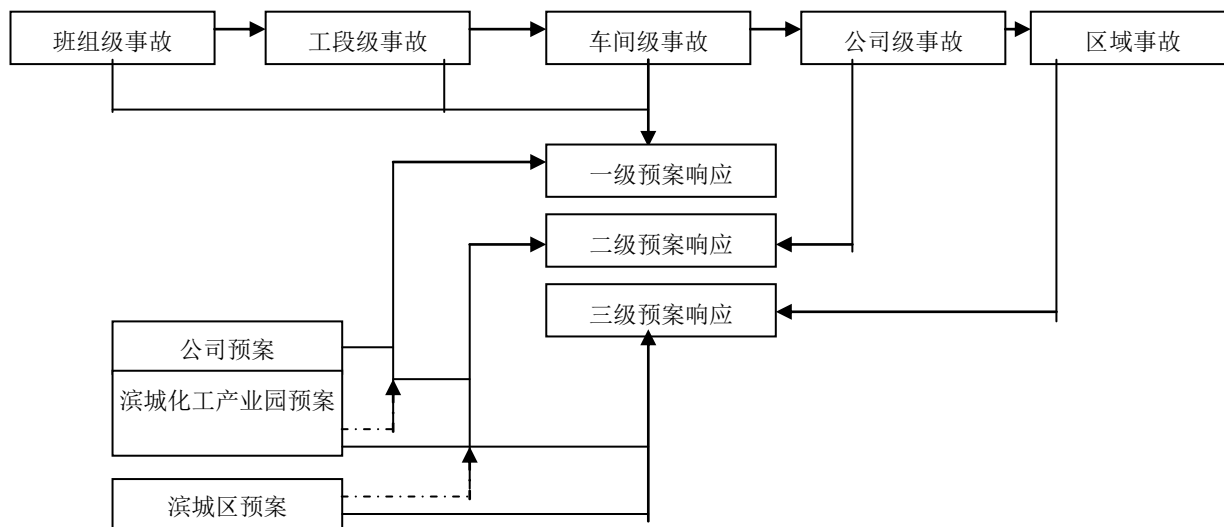 班组级事故
工段级事故
车间级事故
公司级事故
区域事故
一级预案响应
二级预案响应
三级预案响应
公司预案
滨城化工产业园预案
滨城区预案